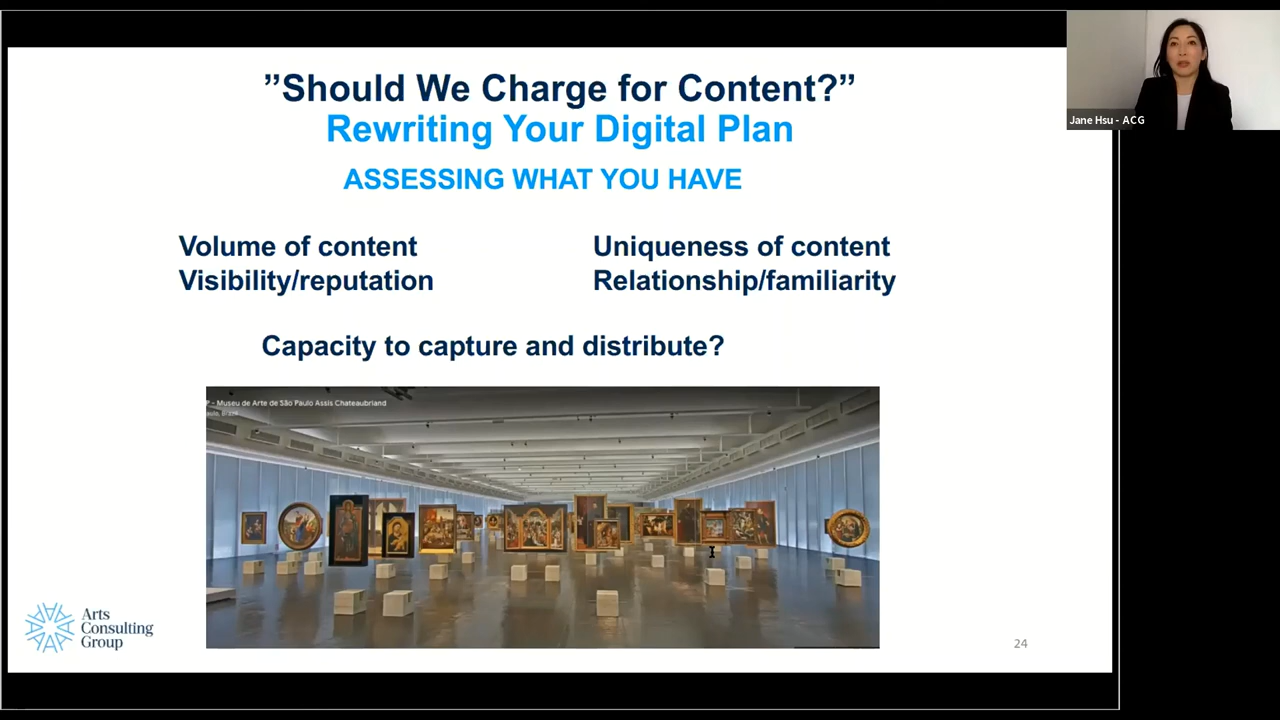 ”Should We Charge for Content?”
Rewriting Your Digital Plan
ASSESSING WHAT YOU HAVE
Volume of content
Visibility/reputation
Uniqueness of content
Relationship/familiarity
Capacity to capture and distribute?
P - Museu de Arte de São Paulo Assis Chateaubriand
aulo, Brazil
Arts
Consulting
Group
24
Jane Hsu - ACG